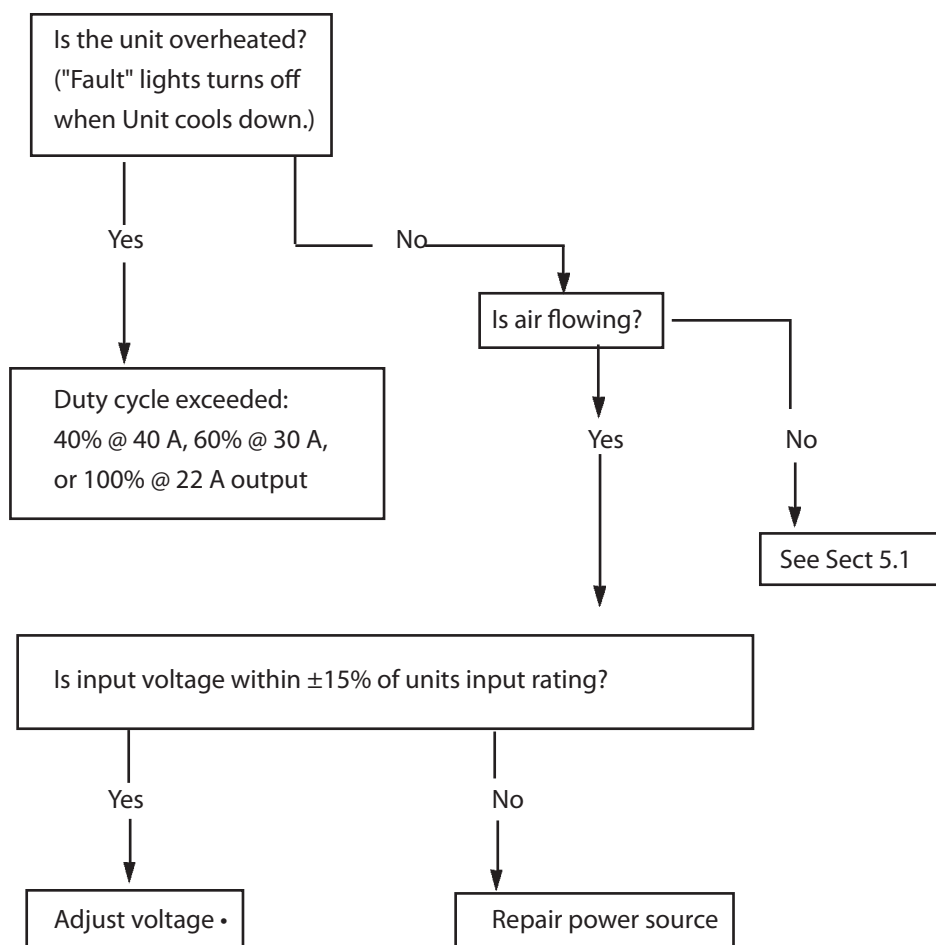 Is the unit overheated?
("Fault" lights turns off
when Unit cools down.)
Yes
No
Is air flowing?
Duty cycle exceeded:
40% @ 40 A, 60% @ 30 A,
or 100% @ 22 A output
Yes
No
See Sect 5.1
Is input voltage within ±15% of units input rating?
Yes
No
Adjust voltage •
Repair power source